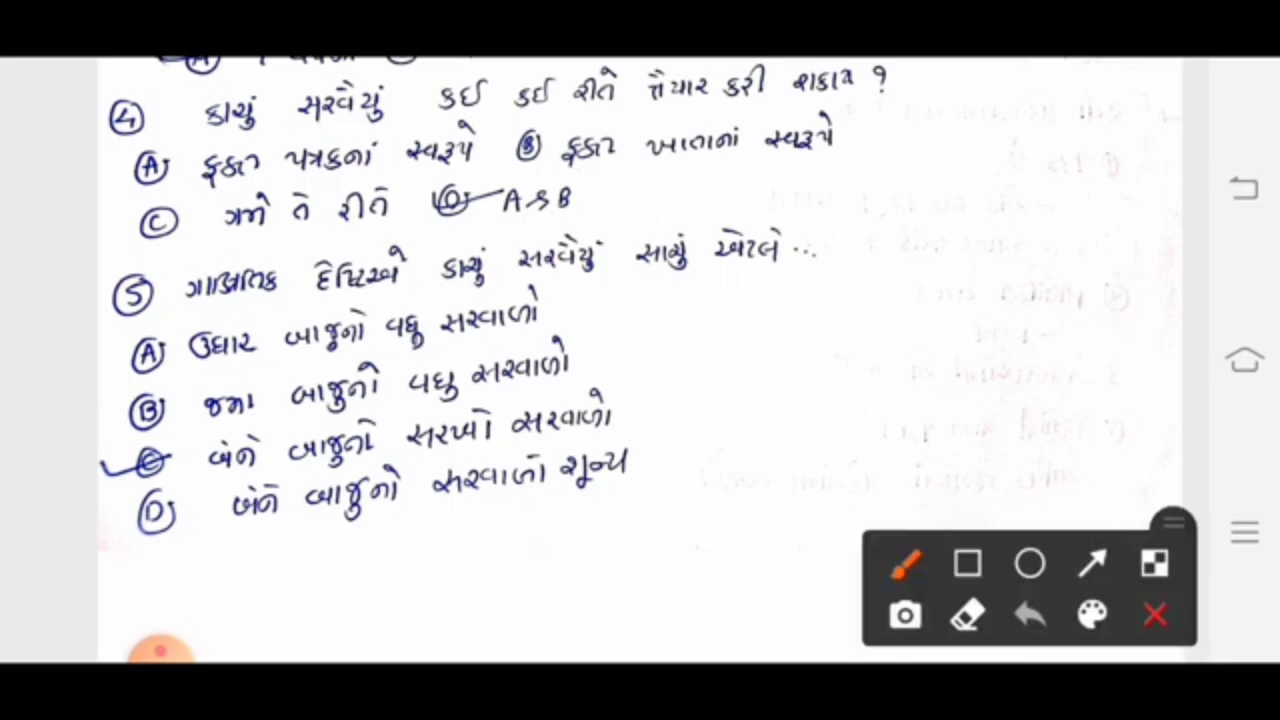 ④ કાચું સરવૈયું કઈ કઈ રીતે તૈયાર કરી શકાય ?
Ⓐ ફક્ત પત્રકનાં સ્વરૂપે Ⓑ ફક્ત ખાતાનાં સ્વરૂપે
Ⓒ ગમે તે રીતે Ⓓ A & B
⑤ ગાણિતિક દૃષ્ટિએ કાચું સરવૈયું સાચું એટલે ...
Ⓐ ઉધાર બાજુનો વધુ સરવાળો
Ⓑ જમા બાજુનો વધુ સરવાળો
Ⓒ બંને બાજુનો સરખો સરવાળો
Ⓓ બંને બાજુનો સરવાળો શૂન્ય